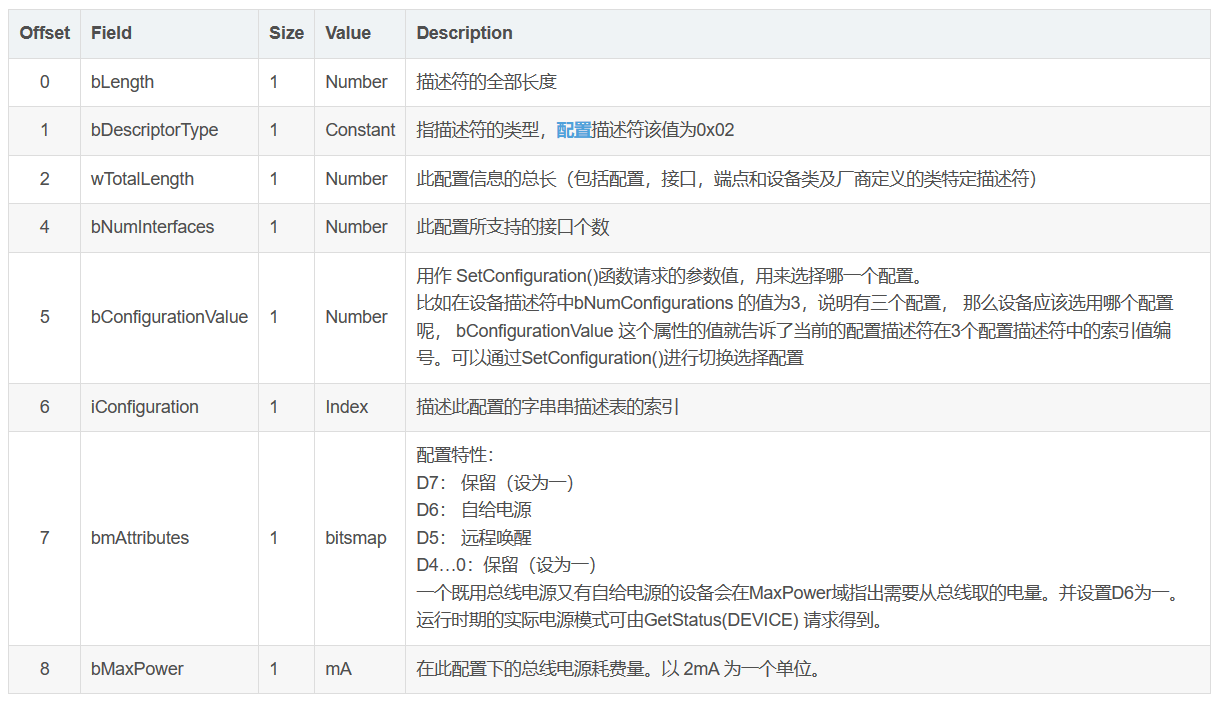 Offset Field Size Value Description
0 bLength 1 Number 描述符的全部长度
1 bDescriptorType 1 Constant 指描述符的类型，配置描述符该值为0x02
2 wTotalLength 1 Number 此配置信息的总长（包括配置，接口，端点和设备类及厂商定义的类特定描述符）
4 bNumInterfaces 1 Number 此配置所支持的接口个数
5 bConfigurationValue 1 Number 用作 SetConfiguration()函数请求的参数值，用来选择哪一个配置。
比如在设备描述符中bNumConfigurations 的值为3，说明有三个配置， 那么设备应该选用哪个配置
呢， bConfigurationValue 这个属性的值就告诉了当前的配置描述符在3个配置描述符中的索引值编
号。可以通过SetConfiguration()进行切换选择配置
6 iConfiguration 1 Index 描述此配置的字串串描述表的索引
7 bmAttributes 1 bitsmap 配置特性：
D7： 保留（设为一）
D6： 自给电源
D5： 远程唤醒
D4…0：保留（设为一）
一个既用总线电源又有自给电源的设备会在MaxPower域指出需要从总线取的电量。并设置D6为一。
运行时期的实际电源模式可由GetStatus(DEVICE) 请求得到。
8 bMaxPower 1 mA 在此配置下的总线电源耗费量。以 2mA 为一个单位。